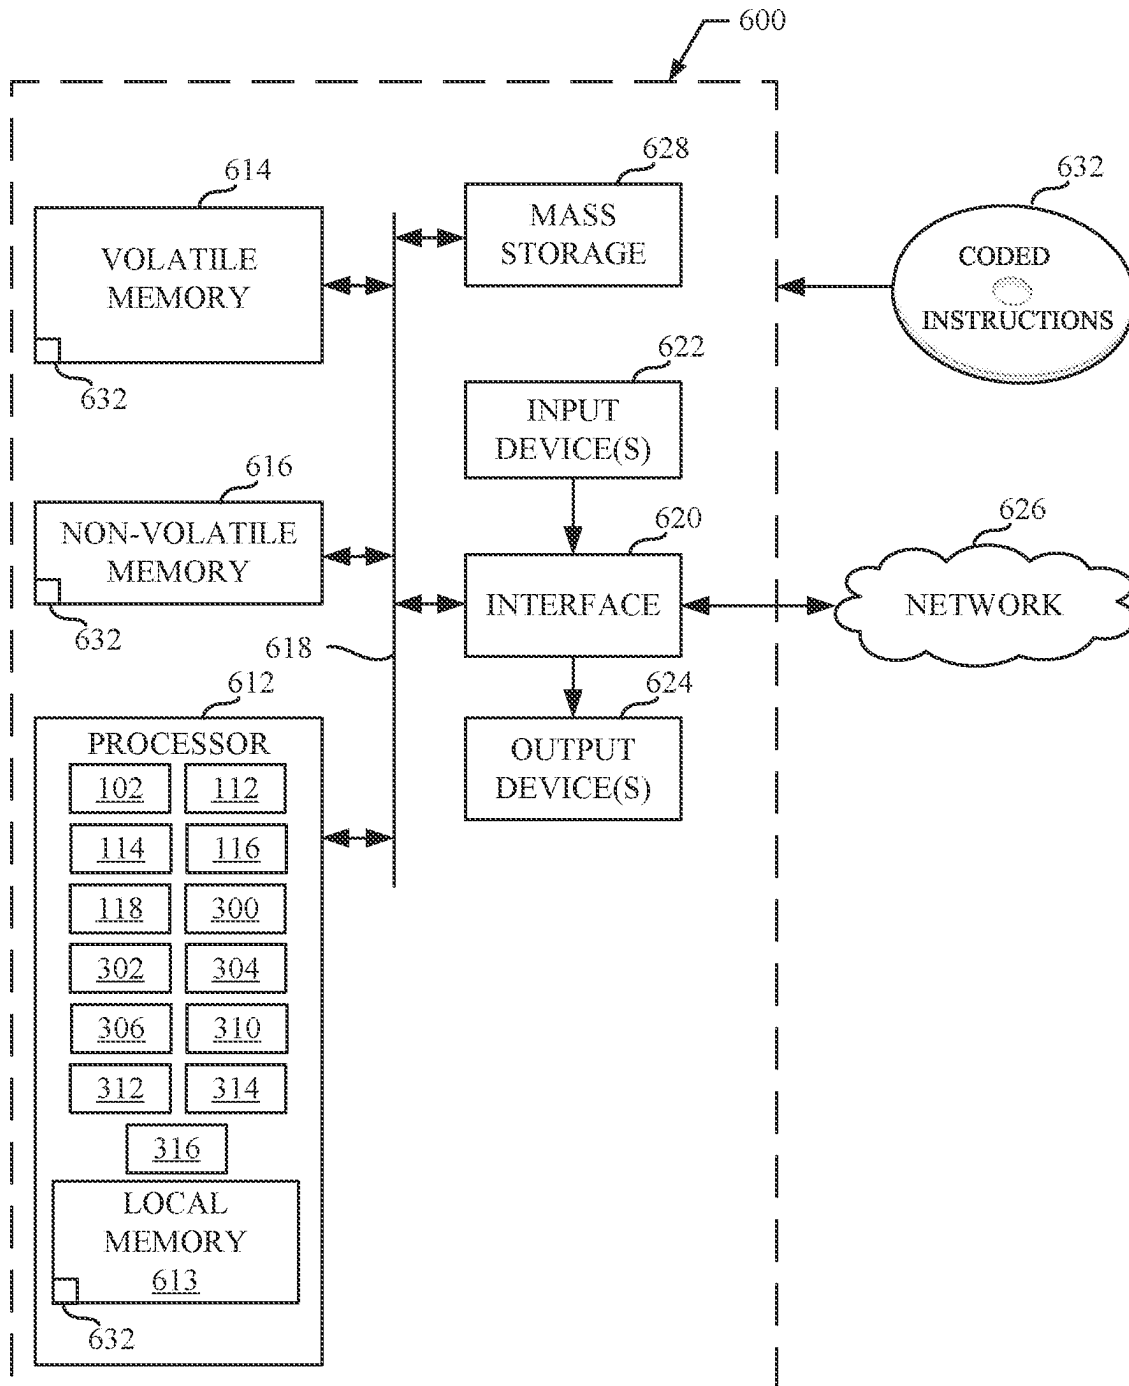 600
614
VOLATILE
MEMORY
632
628
MASS
STORAGE
632
CODED
INSTRUCTIONS
622
INPUT
DEVICE(S)
616
NON-VOLATILE
MEMORY
632
620
INTERFACE
626
NETWORK
618
624
OUTPUT
DEVICE(S)
612
PROCESSOR
102 112
114 116
118 300
302 304
306 310
312 314
316
LOCAL
MEMORY
613
632